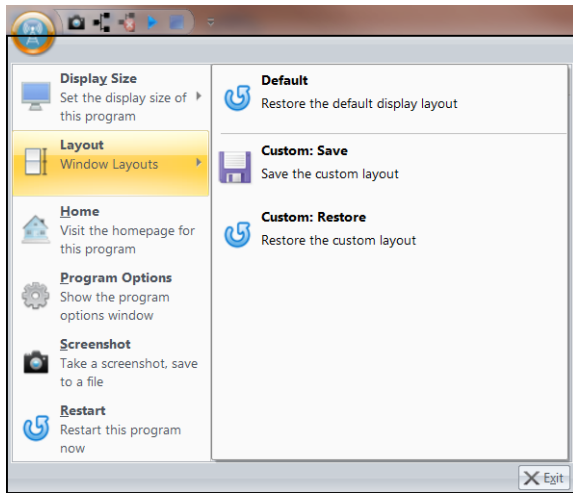 Display Size
Set the display size of
this program
Layout
Window Layouts
Home
Visit the homepage for
this program
Program Options
Show the program
options window
Screenshot
Take a screenshot, save
to a file
Restart
Restart this program
now
Default
Restore the default display layout
Custom: Save
Save the custom layout
Custom: Restore
Restore the custom layout
Exit